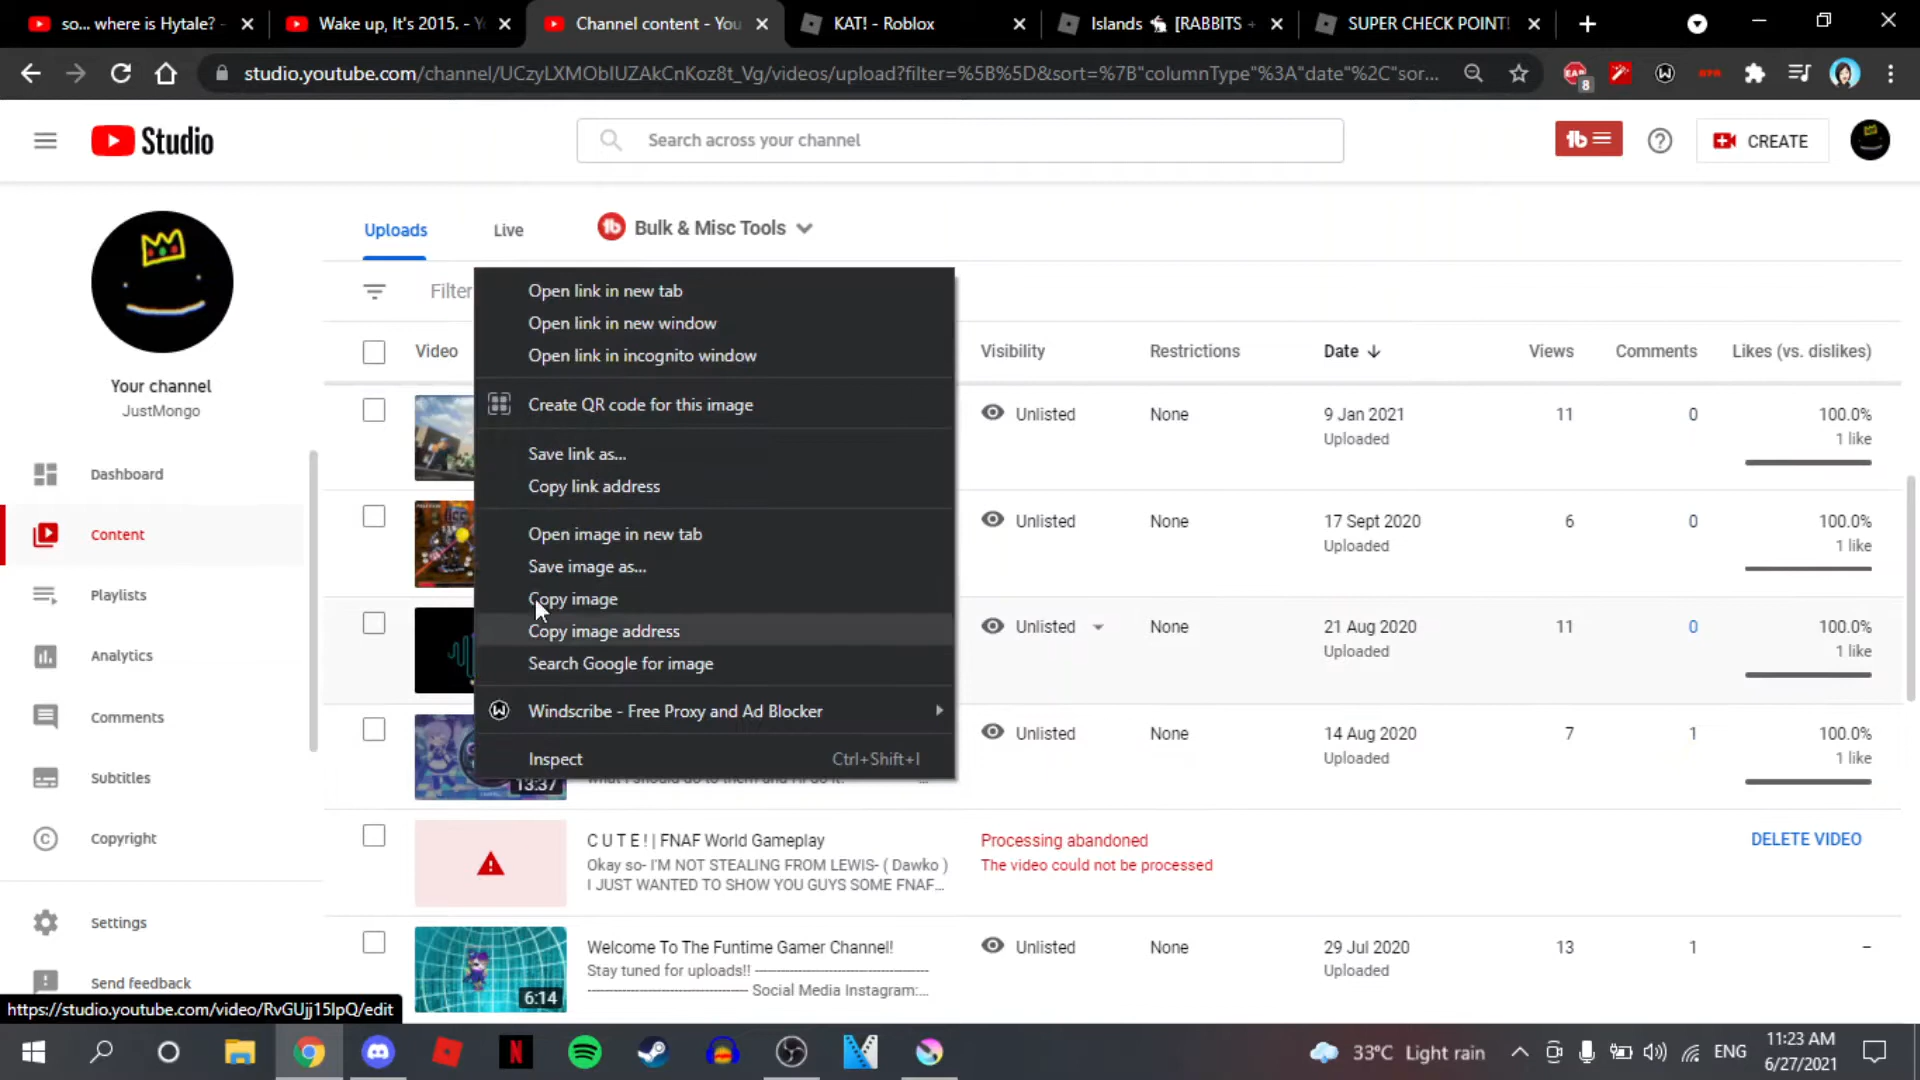 so... where is Hytale? -
Wake up, It's 2015. - Y
Channel content - You
KAT! - Roblox
Islands 🐇 [RABBITS +
SUPER CHECK POINT!
studio.youtube.com/channel/UCzyLXMObIUZAkCnKoz8t_Vg/videos/upload?filter=%5B%5D&sort=%7B"columnType"%3A"date"%2C"sor...
8
Studio
Search across your channel
CREATE
Your channel
JustMongo
Dashboard
Content
Playlists
Analytics
Comments
Subtitles
Copyright
Settings
Send feedback
https://studio.youtube.com/video/RvGUjj15IpQ/edit
Uploads
Live
Bulk & Misc Tools
Filter
Video
Visibility
Restrictions
Date
Views
Comments
Likes (vs. dislikes)
Open link in new tab
Open link in new window
Open link in incognito window
Create QR code for this image
Save link as...
Copy link address
Open image in new tab
Save image as...
Copy image
Copy image address
Search Google for image
Windscribe - Free Proxy and Ad Blocker
Inspect
Ctrl+Shift+I
Unlisted
None
9 Jan 2021
Uploaded
11
0
100.0%
1 like
Unlisted
None
17 Sept 2020
Uploaded
6
0
100.0%
1 like
Unlisted
None
21 Aug 2020
Uploaded
11
0
100.0%
1 like
13:37
Unlisted
None
14 Aug 2020
Uploaded
7
1
100.0%
1 like
C U T E ! | FNAF World Gameplay
Okay so- I'M NOT STEALING FROM LEWIS- ( Dawko )
I JUST WANTED TO SHOW YOU GUYS SOME FNAF...
Processing abandoned
The video could not be processed
DELETE VIDEO
6:14
Welcome To The Funtime Gamer Channel!
Stay tuned for uploads!! ------------------------------
------------------------------ Social Media Instagram:...
Unlisted
None
29 Jul 2020
Uploaded
13
1
–
33°C Light rain
ENG
11:23 AM
6/27/2021